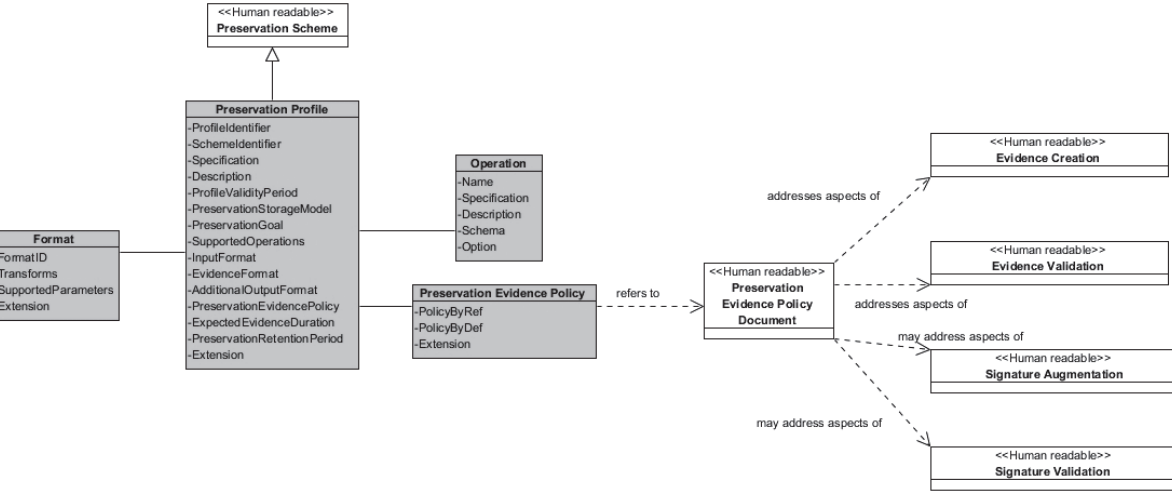 <<Human readable>>
Preservation Scheme
Preservation Profile
-ProfileIdentifier
-SchemeIdentifier
-Specification
-Description
-ProfileValidityPeriod
-PreservationStorageModel
-PreservationGoal
-SupportedOperations
-InputFormat
-EvidenceFormat
-AdditionalOutputFormat
-PreservationEvidencePolicy
-ExpectedEvidenceDuration
-PreservationRetentionPeriod
-Extension
Format
FormatID
Transforms
SupportedParameters
Extension
Operation
-Name
-Specification
-Description
-Schema
-Option
Preservation Evidence Policy
-PolicyByRef
-PolicyByDef
-Extension
refers to
<<Human readable>>
Preservation
Evidence Policy
Document
addresses aspects of
<<Human readable>>
Evidence Creation
<<Human readable>>
Evidence Validation
addresses aspects of
may address aspects of
<<Human readable>>
Signature Augmentation
may address aspects of
<<Human readable>>
Signature Validation